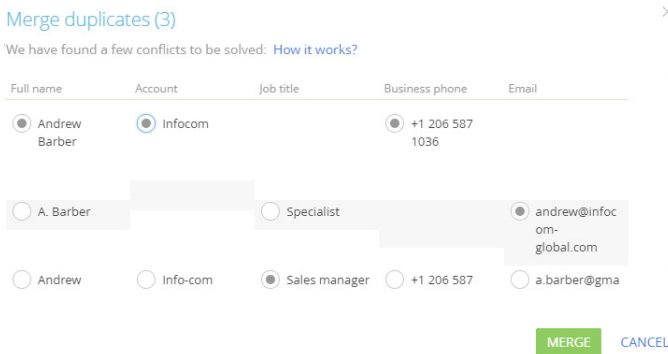 Merge duplicates (3)
We have found a few conflicts to be solved: How it works?
Full name Account Job title Business phone Email
Andrew Infocom +1 206 587
Barber 1036
A. Barber Specialist andrew@infoc
om-
global.com
Andrew Info-com Sales manager +1 206 587 a.barber@gma
MERGE CANCEL